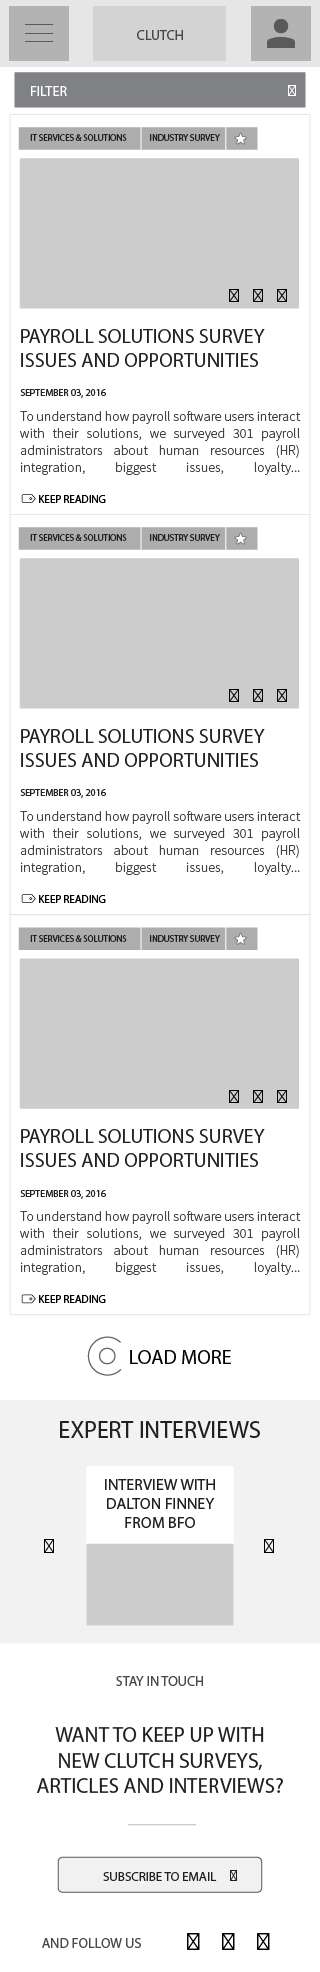 CLUTCH
FILTER
IT SERVICES & SOLUTIONS INDUSTRY SURVEY
PAYROLL SOLUTIONS SURVEY
ISSUES AND OPPORTUNITIES
SEPTEMBER 03, 2016
To understand how payroll software users interact
with their solutions, we surveyed 301 payroll
administrators about human resources (HR)
integration, biggest issues, loyalty...
KEEP READING
IT SERVICES & SOLUTIONS INDUSTRY SURVEY
PAYROLL SOLUTIONS SURVEY
ISSUES AND OPPORTUNITIES
SEPTEMBER 03, 2016
To understand how payroll software users interact
with their solutions, we surveyed 301 payroll
administrators about human resources (HR)
integration, biggest issues, loyalty...
KEEP READING
IT SERVICES & SOLUTIONS INDUSTRY SURVEY
PAYROLL SOLUTIONS SURVEY
ISSUES AND OPPORTUNITIES
SEPTEMBER 03, 2016
To understand how payroll software users interact
with their solutions, we surveyed 301 payroll
administrators about human resources (HR)
integration, biggest issues, loyalty...
KEEP READING
LOAD MORE
EXPERT INTERVIEWS
INTERVIEW WITH
DALTON FINNEY
FROM BFO
STAY IN TOUCH
WANT TO KEEP UP WITH
NEW CLUTCH SURVEYS,
ARTICLES AND INTERVIEWS?
SUBSCRIBE TO EMAIL
AND FOLLOW US